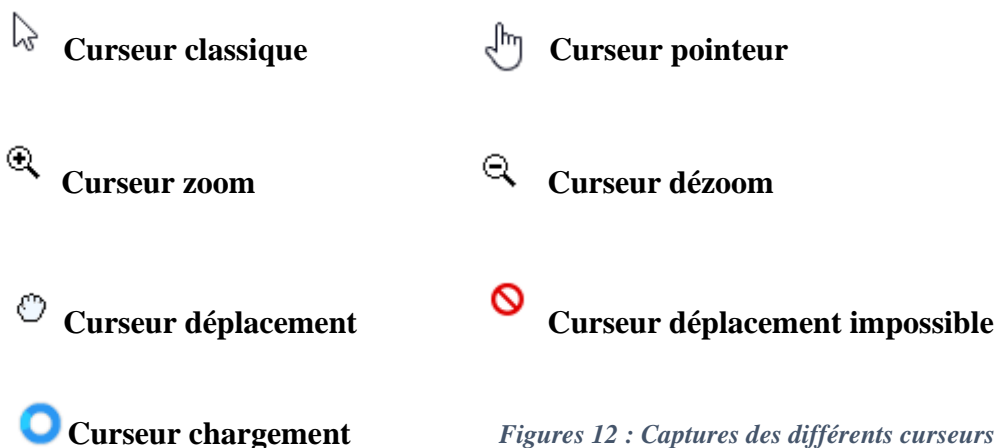 Curseur classique
Curseur pointeur
Curseur zoom
Curseur dézoom
Curseur déplacement
Curseur déplacement impossible
Curseur chargement
Figures 12 : Captures des différents curseurs